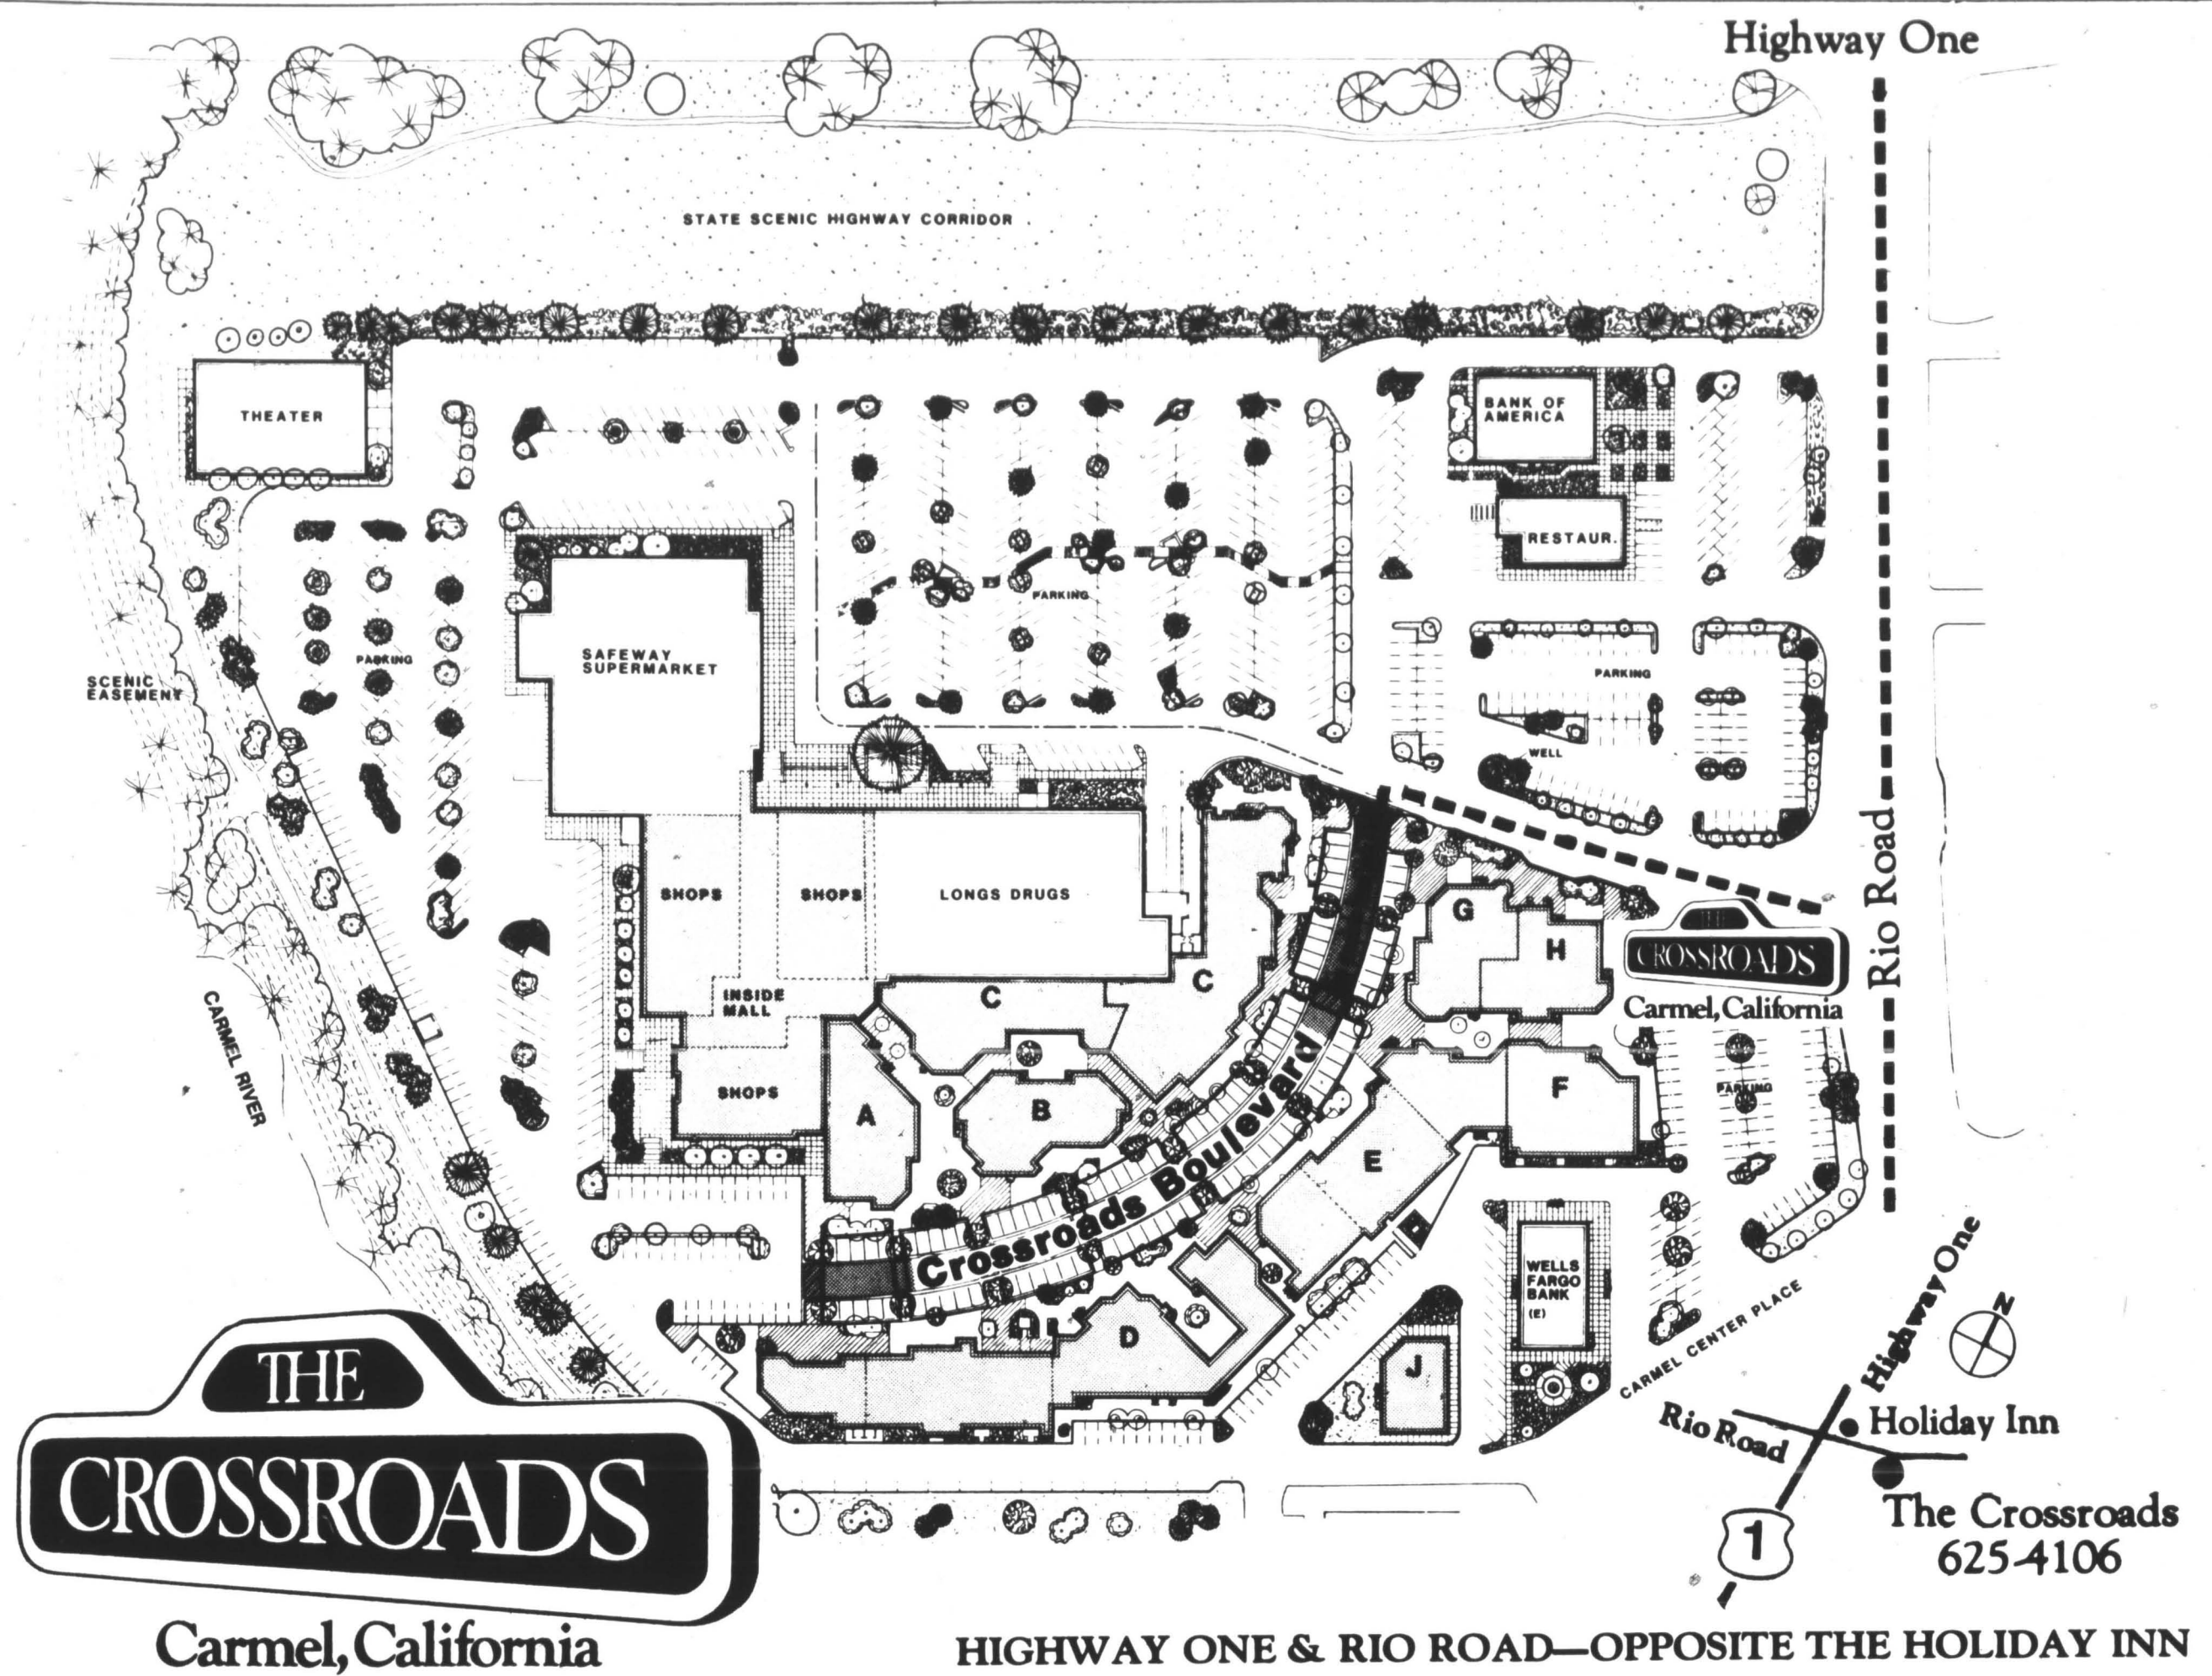 Highway One
STATE SCENIC HIGHWAY CORRIDOR
THEATER
BANK OF
AMERICA
RESTAUR.
PARKING
SAFEWAY
SUPERMARKET
PARKING
SCENIC
EASEMENT
PARKING
WELL
Rio Road
SHOPS
SHOPS
LONGS DRUGS
INSIDE
MALL
SHOPS
CARMEL RIVER
A
B
C
C
D
E
F
G
H
J
Crossroads Boulevard
THE
CROSSROADS
Carmel, California
PARKING
WELLS
FARGO
BANK
(E)
CARMEL CENTER PLACE
Highway One
N
Rio Road
Holiday Inn
The Crossroads
625-4106
1
THE
CROSSROADS
Carmel, California
HIGHWAY ONE & RIO ROAD—OPPOSITE THE HOLIDAY INN